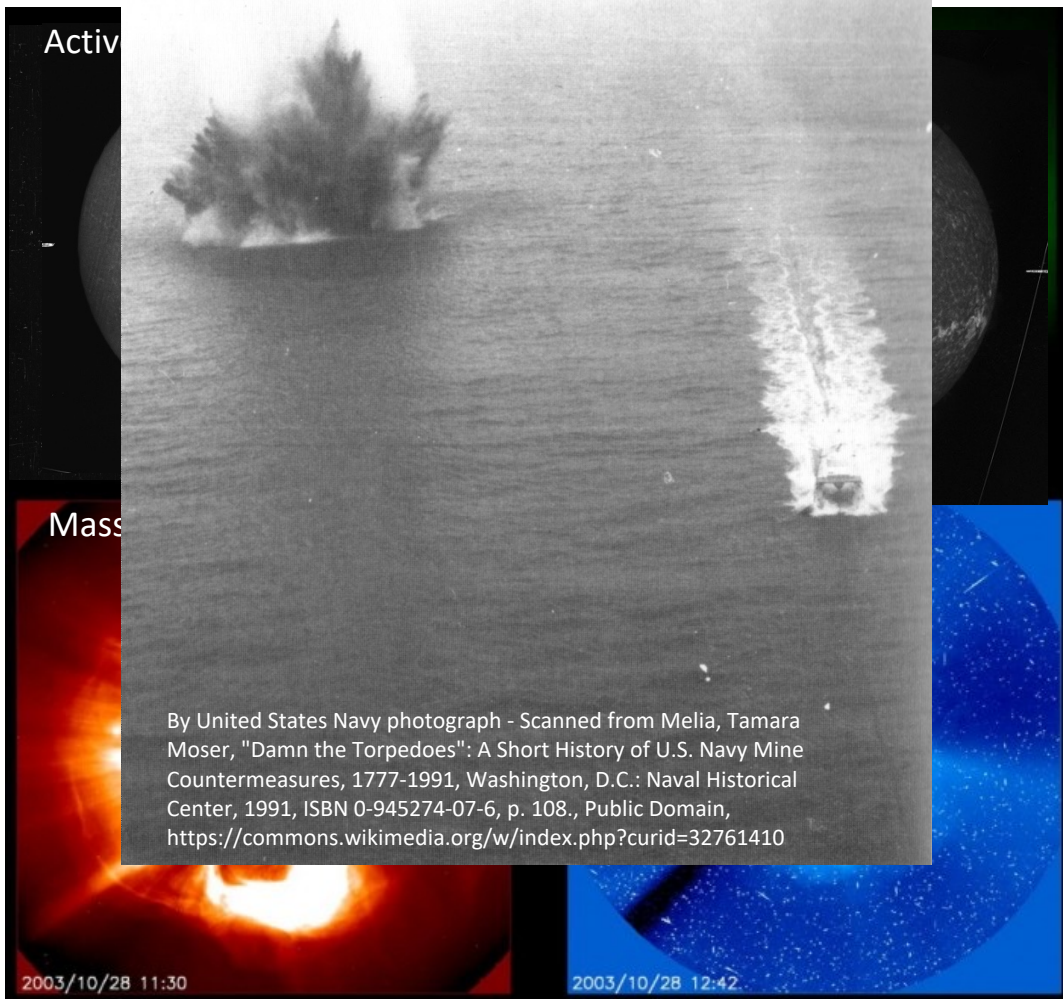 Activ
Mass
By United States Navy photograph - Scanned from Melia, Tamara
Moser, "Damn the Torpedoes": A Short History of U.S. Navy Mine
Countermeasures, 1777-1991, Washington, D.C.: Naval Historical
Center, 1991, ISBN 0-945274-07-6, p. 108., Public Domain,
https://commons.wikimedia.org/w/index.php?curid=32761410
2003/10/28 11:30
2003/10/28 12:42